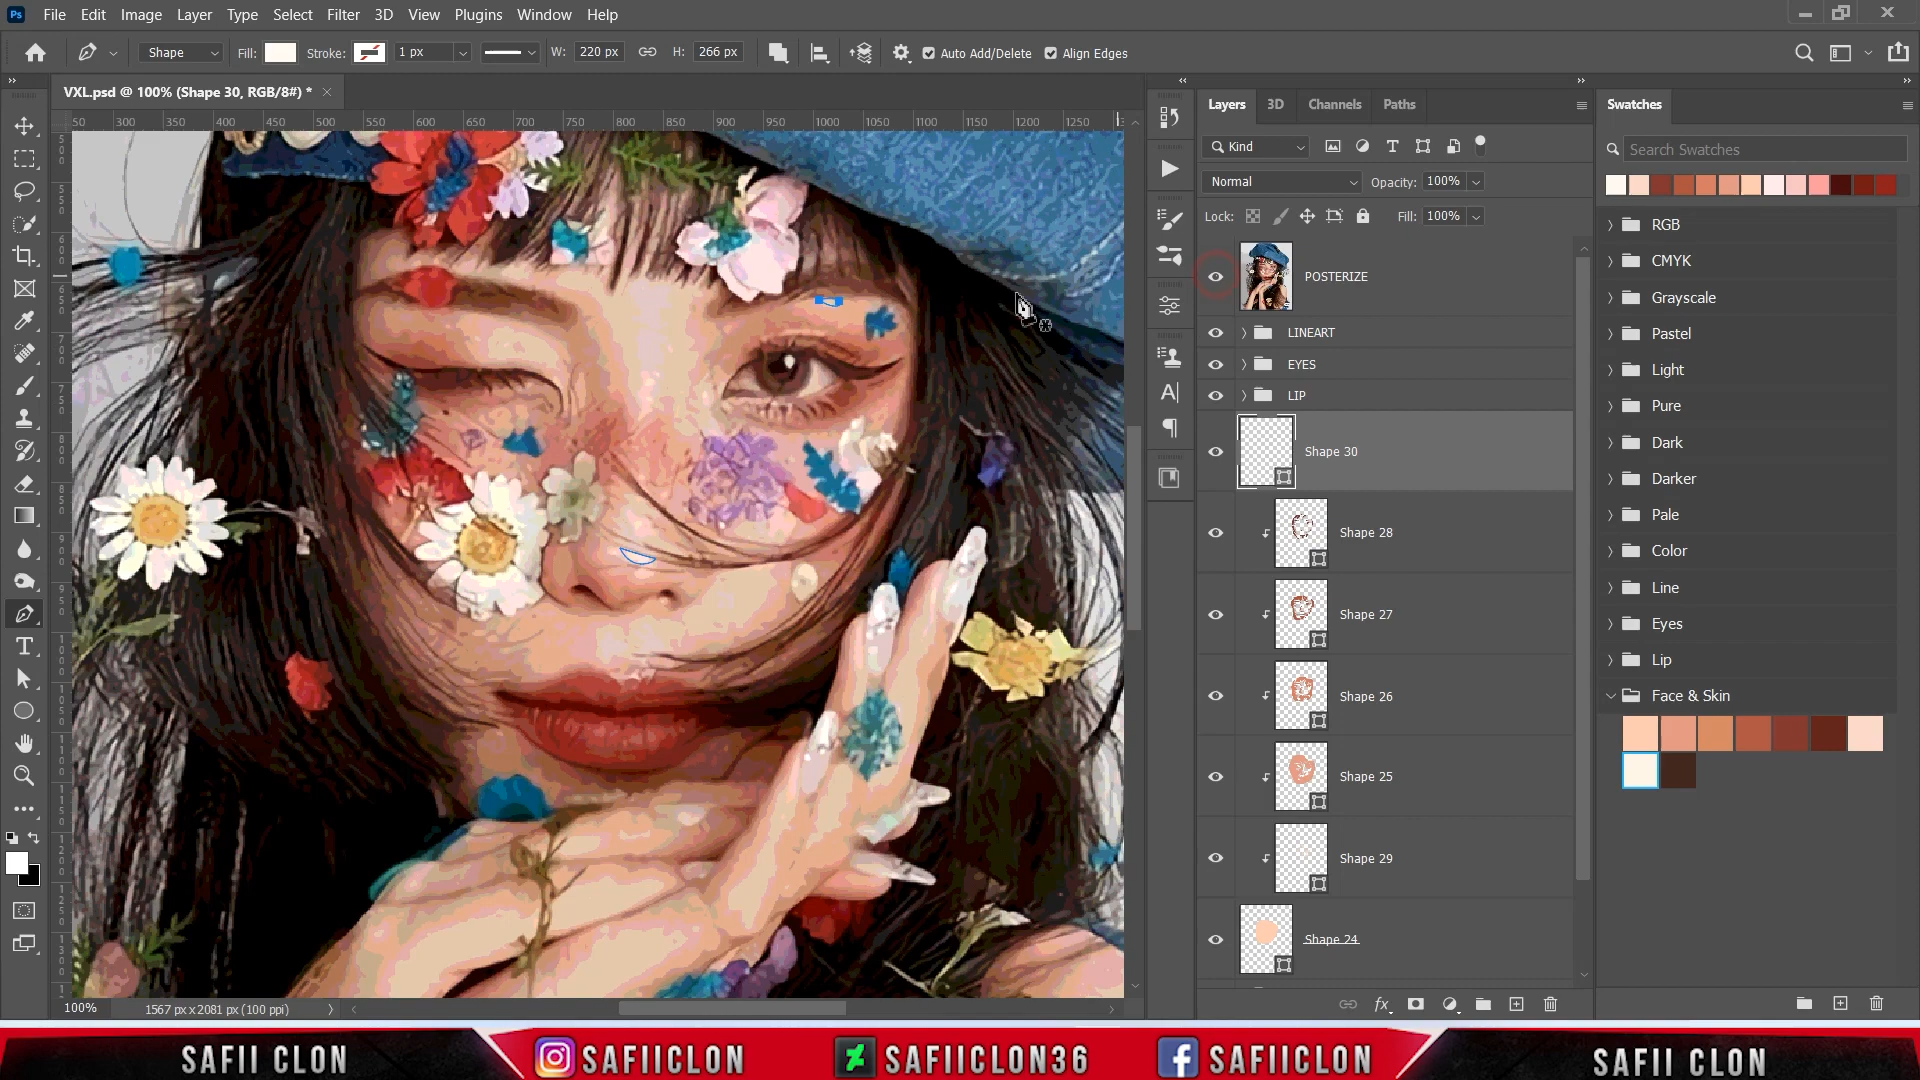 Ps File Edit Image Layer Type Select Filter 3D View Plugins Window Help
Shape Fill: Stroke: 1 px W: 220 px H: 266 px Auto Add/Delete Align Edges
VXL.psd @ 100% (Shape 30, RGB/8#) *
300 350 400 450 500 550 600 650 700 750 800 850 900 950 1000 1050 1100 1150 1200 1250
Layers 3D Channels Paths
Kind
Normal Opacity: 100%
Lock: Fill: 100%
POSTERIZE
LINEART
EYES
LIP
Shape 30
Shape 28
Shape 27
Shape 26
Shape 25
Shape 29
Shape 24
Swatches
Search Swatches
RGB
CMYK
Grayscale
Pastel
Light
Pure
Dark
Darker
Pale
Color
Line
Eyes
Lip
Face & Skin
100% 1567 px x 2081 px (100 ppi)
SAFII CLON SAFIICLON SAFIICLON36 SAFIICLON SAFII CLON